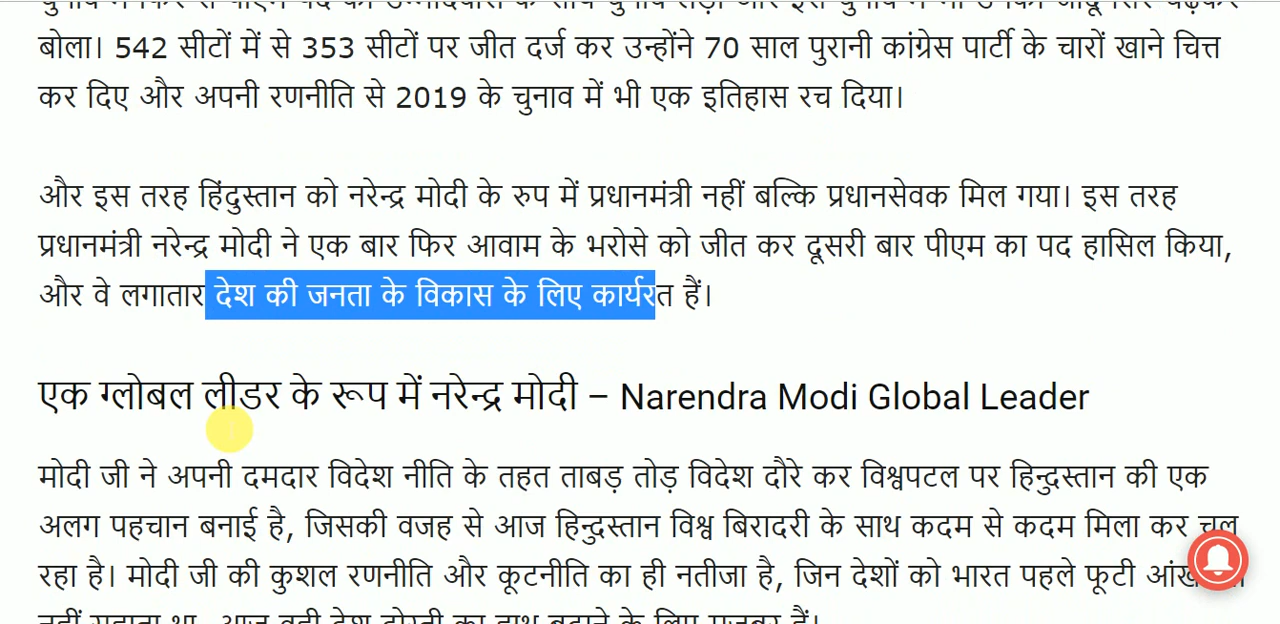 बोला। 542 सीटों में से 353 सीटों पर जीत दर्ज कर उन्होंने 70 साल पुरानी कांग्रेस पार्टी के चारों खाने चित्त
कर दिए और अपनी रणनीति से 2019 के चुनाव में भी एक इतिहास रच दिया।
और इस तरह हिंदुस्तान को नरेन्द्र मोदी के रुप में प्रधानमंत्री नहीं बल्कि प्रधानसेवक मिल गया। इस तरह
प्रधानमंत्री नरेन्द्र मोदी ने एक बार फिर आवाम के भरोसे को जीत कर दूसरी बार पीएम का पद हासिल किया,
और वे लगातार देश की जनता के विकास के लिए कार्यरत हैं।
एक ग्लोबल लीडर के रूप में नरेन्द्र मोदी – Narendra Modi Global Leader
मोदी जी ने अपनी दमदार विदेश नीति के तहत ताबड़ तोड़ विदेश दौरे कर विश्वपटल पर हिन्दुस्तान की एक
अलग पहचान बनाई है, जिसकी वजह से आज हिन्दुस्तान विश्व बिरादरी के साथ कदम से कदम मिला कर चल
रहा है। मोदी जी की कुशल रणनीति और कूटनीति का ही नतीजा है, जिन देशों को भारत पहले फूटी